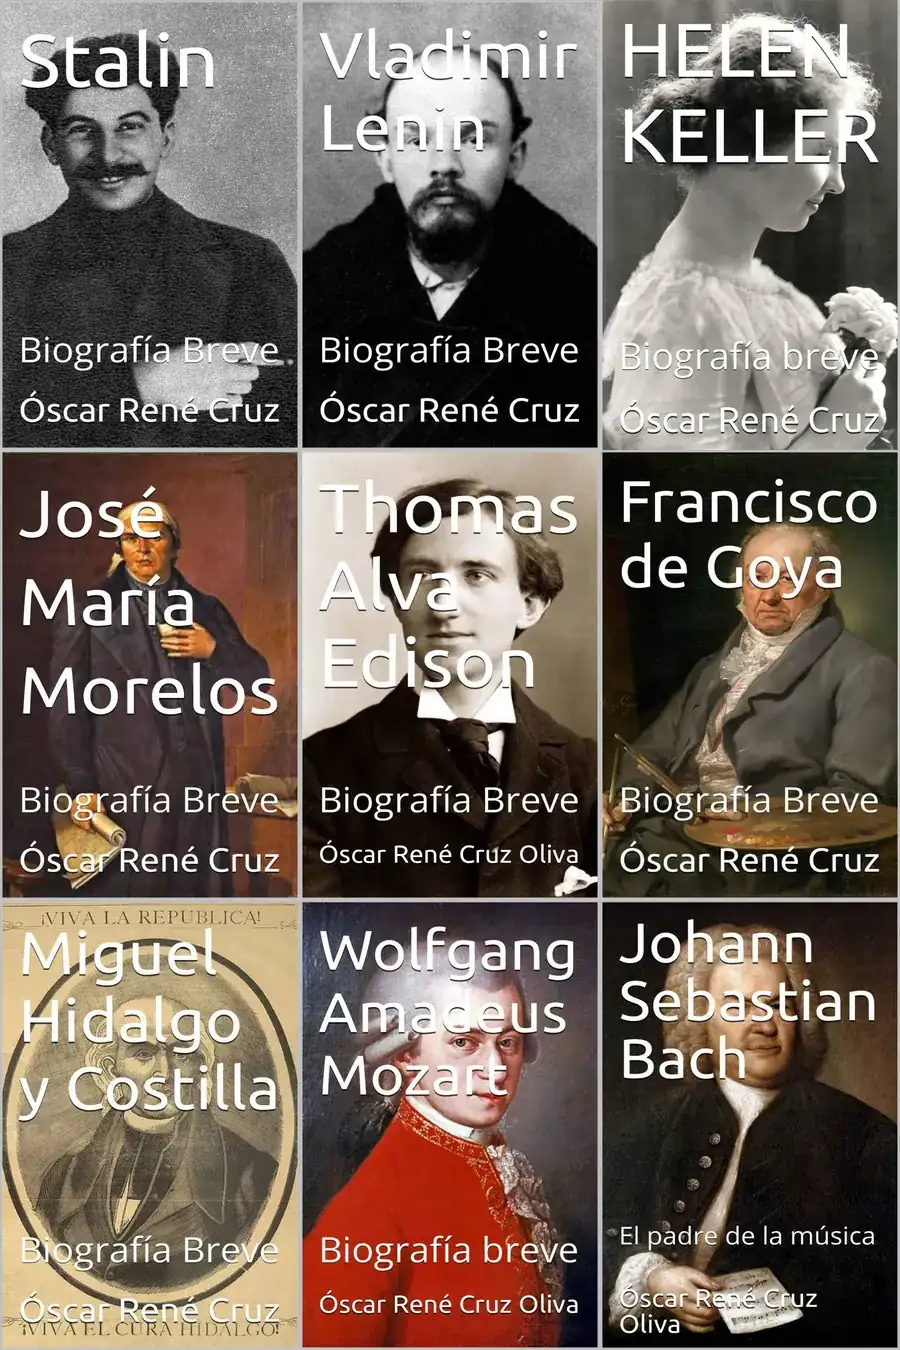 Stalin
Biografía Breve
Óscar René Cruz
Vladimir
Lenin
Biografía Breve
Óscar René Cruz
HELEN
KELLER
Biografía breve
Óscar René Cruz
José
María
Morelos
Biografía Breve
Óscar René Cruz
Thomas
Alva
Edison
Biografía Breve
Óscar René Cruz Oliva
Francisco
de Goya
Biografía Breve
Óscar René Cruz
¡VIVA LA REPUBLICA!
Miguel
Hidalgo
y Costilla
Biografía Breve
Óscar René Cruz
¡VIVA EL CURA HIDALGO!
Wolfgang
Amadeus
Mozart
Biografía breve
Óscar René Cruz Oliva
Johann
Sebastian
Bach
El padre de la música
Óscar René Cruz
Oliva